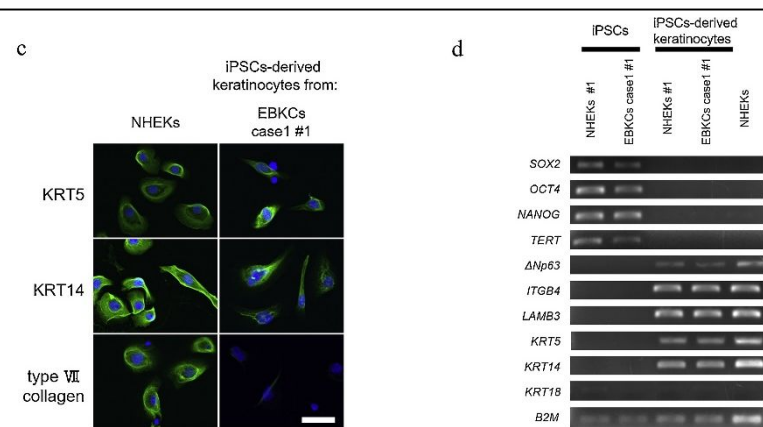 c
iPSCs-derived
keratinocytes from:
NHEKs
EBKCs
case1 #1
KRT5
KRT14
type Ⅶ
collagen
d
iPSCs
iPSCs-derived
keratinocytes
NHEKs #1
EBKCs case1 #1
NHEKs #1
EBKCs case1 #1
NHEKs
SOX2
OCT4
NANOG
TERT
ΔNp63
ITGB4
LAMB3
KRT5
KRT14
KRT18
B2M